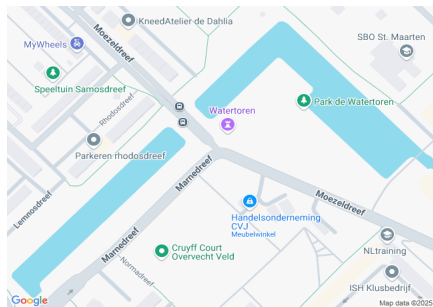 KneedAtelier de Dahlia
Moezeldreef
MyWheels
SBO St. Maarten
Speeltuin Samosdreef
Rhodosdreef
Watertoren
Park de Watertoren
Parkeren rhodosdreef
Marnedreef
Moezeldreef
Lemnosdreef
Handelsonderneming
CVJ
Meubelwinkel
Marnedreef
Cruyff Court
Overvecht Veld
NLtraining
Normadreef
ISH Klusbedrijf
Google
Map data ©2025